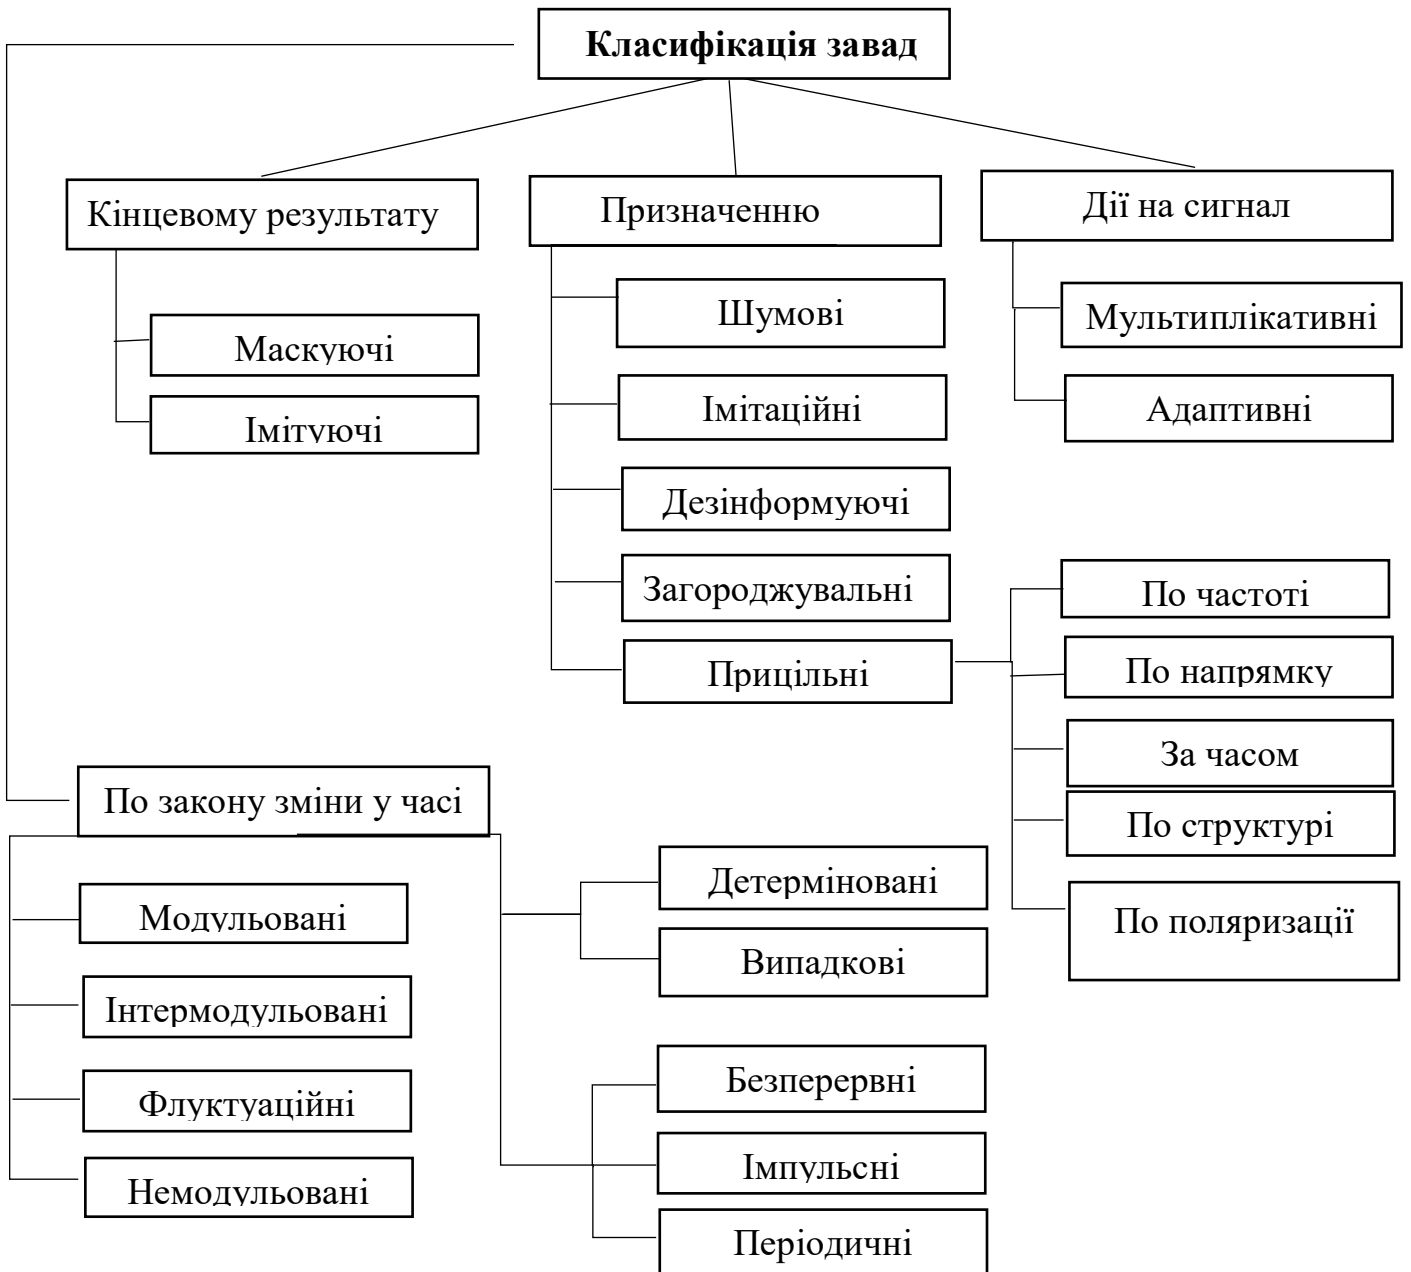 Класифікація завад
Кінцевому результату
Маскуючі
Імітуючі
Призначенню
Шумові
Імітаційні
Дезінформуючі
Загороджувальні
Прицільні
Дії на сигнал
Мультиплікативні
Адаптивні
По частоті
По напрямку
За часом
По структурі
По поляризації
По закону зміни у часі
Модульовані
Інтермодульовані
Флуктуаційні
Немодульовані
Детерміновані
Випадкові
Безперервні
Імпульсні
Періодичні